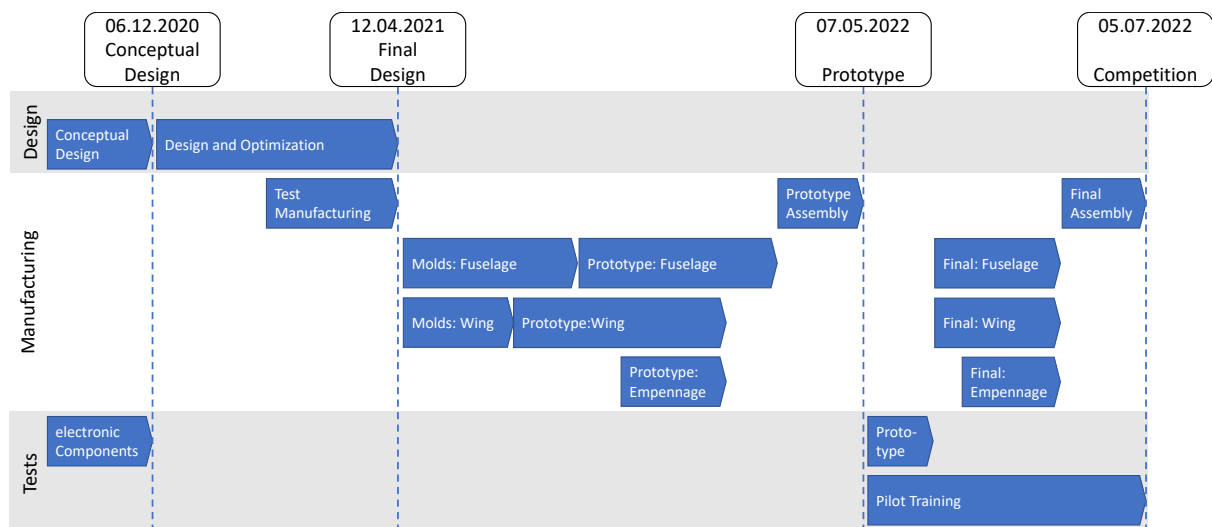 06.12.2020
Conceptual
Design
12.04.2021
Final
Design
07.05.2022
Prototype
05.07.2022
Competition
Design
Conceptual
Design
Design and Optimization
Manufacturing
Test
Manufacturing
Prototype
Assembly
Final
Assembly
Molds: Fuselage
Prototype: Fuselage
Final: Fuselage
Molds: Wing
Prototype:Wing
Final: Wing
Prototype:
Empennage
Final:
Empennage
Tests
electronic
Components
Proto-
type
Pilot Training